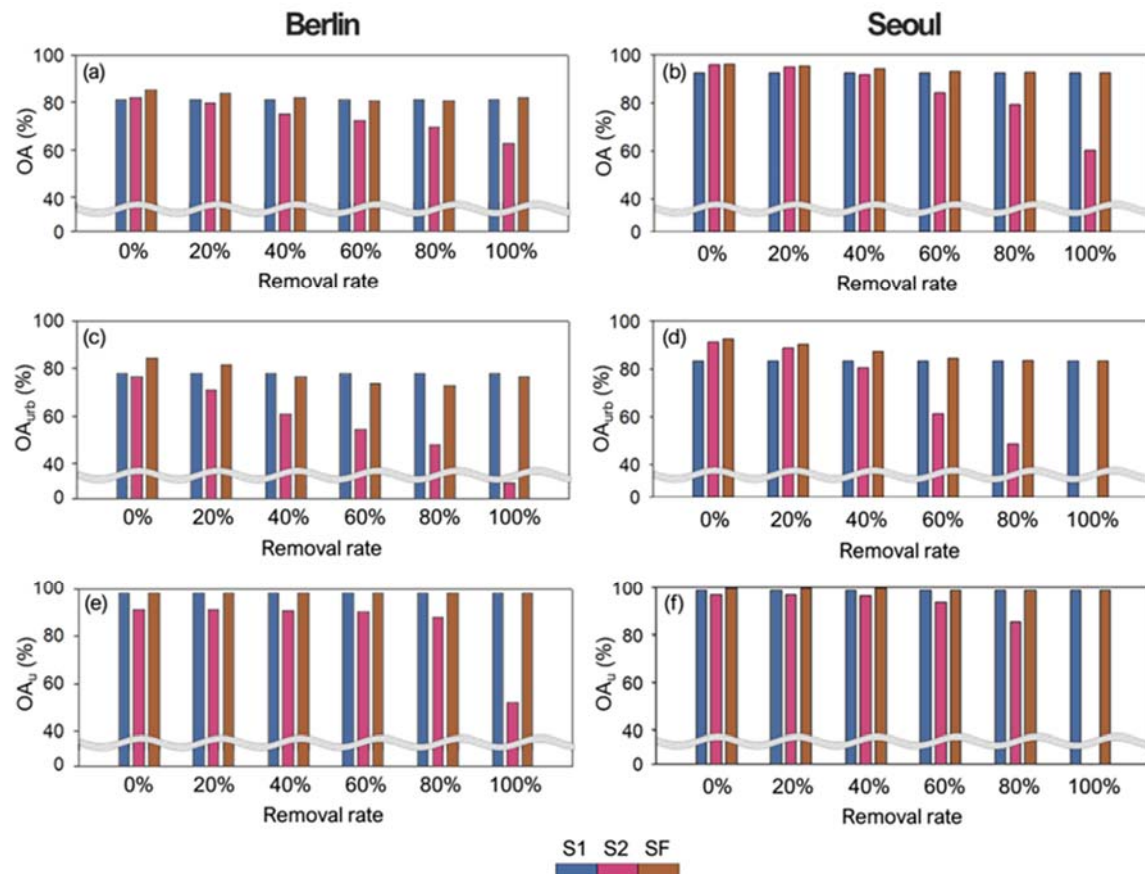 Berlin
Seoul
(a)
OA (%)
100
80
60
40
0
0% 20% 40% 60% 80% 100%
Removal rate
(b)
OA (%)
100
80
60
40
0
0% 20% 40% 60% 80% 100%
Removal rate
(c)
OAurb (%)
100
80
60
40
0
0% 20% 40% 60% 80% 100%
Removal rate
(d)
OAurb (%)
100
80
60
40
0
0% 20% 40% 60% 80% 100%
Removal rate
(e)
OAu (%)
100
80
60
40
0
0% 20% 40% 60% 80% 100%
Removal rate
(f)
OAu (%)
100
80
60
40
0
0% 20% 40% 60% 80% 100%
Removal rate
S1 S2 SF